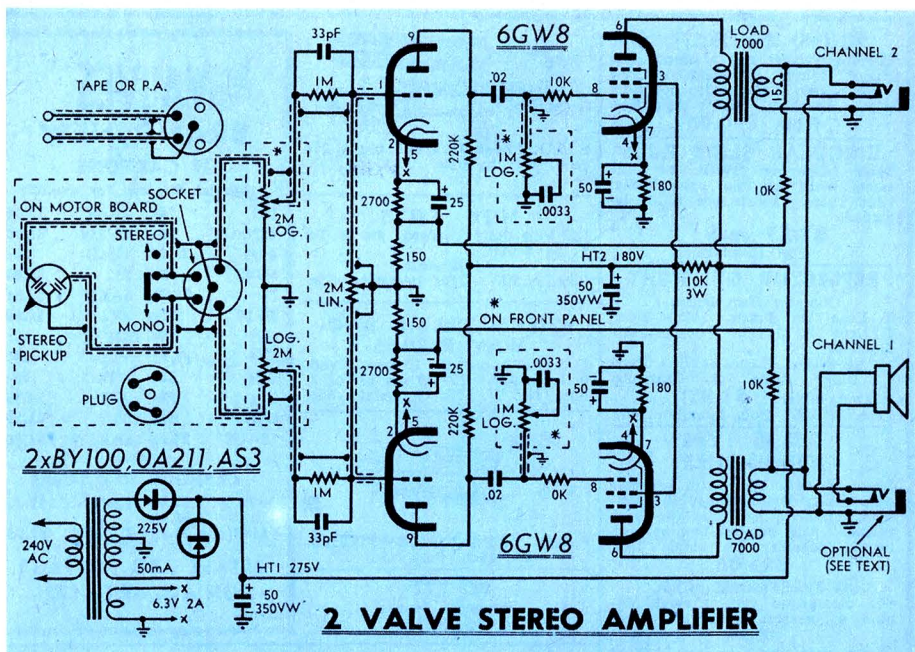 33pF
9
6GW8
6
LOAD
7000
CHANNEL 2
TAPE OR P.A.
1M
.02
10K
8
3
15Ω
2
5
220K
*
1M
LOG.
.0033
4
7
50
180
10K
*
SOCKET
ON MOTOR BOARD
STEREO
2M
LOG.
2700
25
150
2M
LIN.
HT2 180V
50
350VW
10K
3W
*
ON FRONT PANEL
MONO
STEREO
PICKUP
LOG.
2M
150
2700
25
.0033
1M
LOG.
*
50
180
10K
CHANNEL 1
PLUG
220K
2
5
4
7
2xBY100, OA211, AS3
1M
.02
0K
8
3
33pF
9
6GW8
6
LOAD
7000
OPTIONAL
(SEE TEXT)
240V
AC
225V
50mA
HT1 275V
x
6.3V 2A
x
50
350VW
2 VALVE STEREO AMPLIFIER